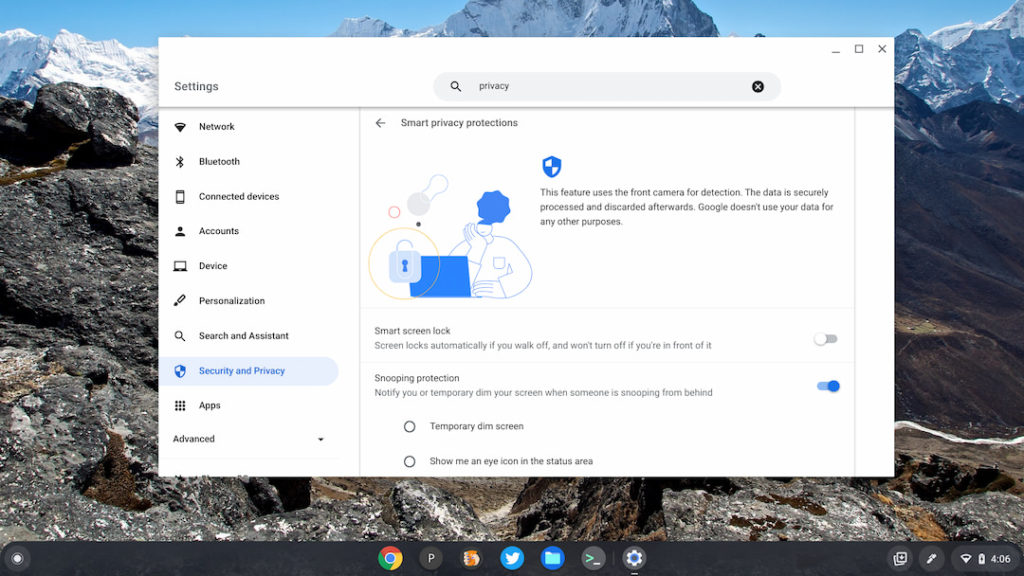 Settings
privacy
Network
Bluetooth
Connected devices
Accounts
Device
Personalization
Search and Assistant
Security and Privacy
Apps
Advanced
Smart privacy protections
This feature uses the front camera for detection. The data is securely
processed and discarded afterwards. Google doesn't use your data for
any other purposes.
Smart screen lock
Screen locks automatically if you walk off, and won't turn off if you're in front of it
Snooping protection
Notify you or temporary dim your screen when someone is snooping from behind
Temporary dim screen
Show me an eye icon in the status area
P
>_
4:06